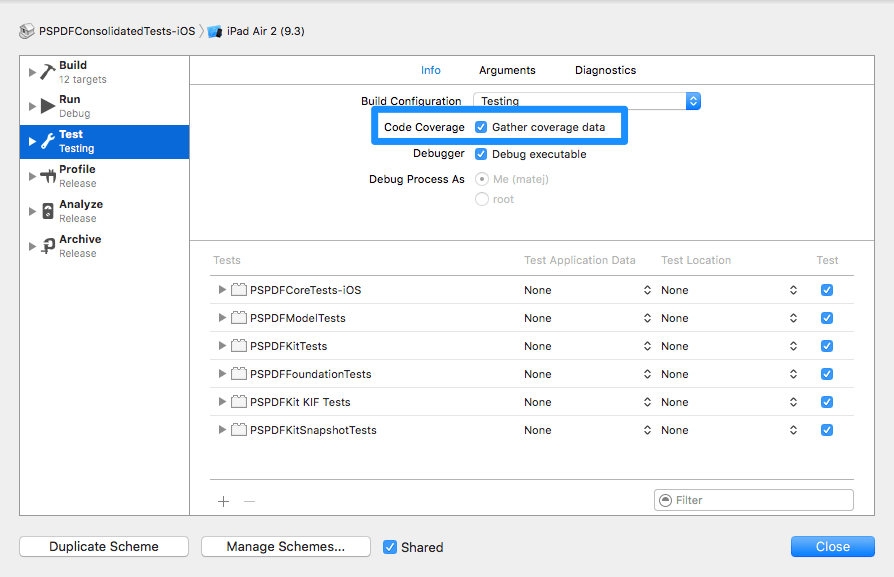 PSPDFConsolidatedTests-iOS iPad Air 2 (9.3)
Build
12 targets
Run
Debug
Test
Testing
Profile
Release
Analyze
Release
Archive
Release
Info Arguments Diagnostics
Build Configuration Testing
Code Coverage Gather coverage data
Debugger Debug executable
Debug Process As Me (matej)
root
Tests Test Application Data Test Location Test
PSPDFCoreTests-iOS None None
PSPDFModelTests None None
PSPDFKitTests None None
PSPDFFoundationTests None None
PSPDFKit KIF Tests None None
PSPDFKitSnapshotTests None None
Filter
Duplicate Scheme Manage Schemes... Shared Close